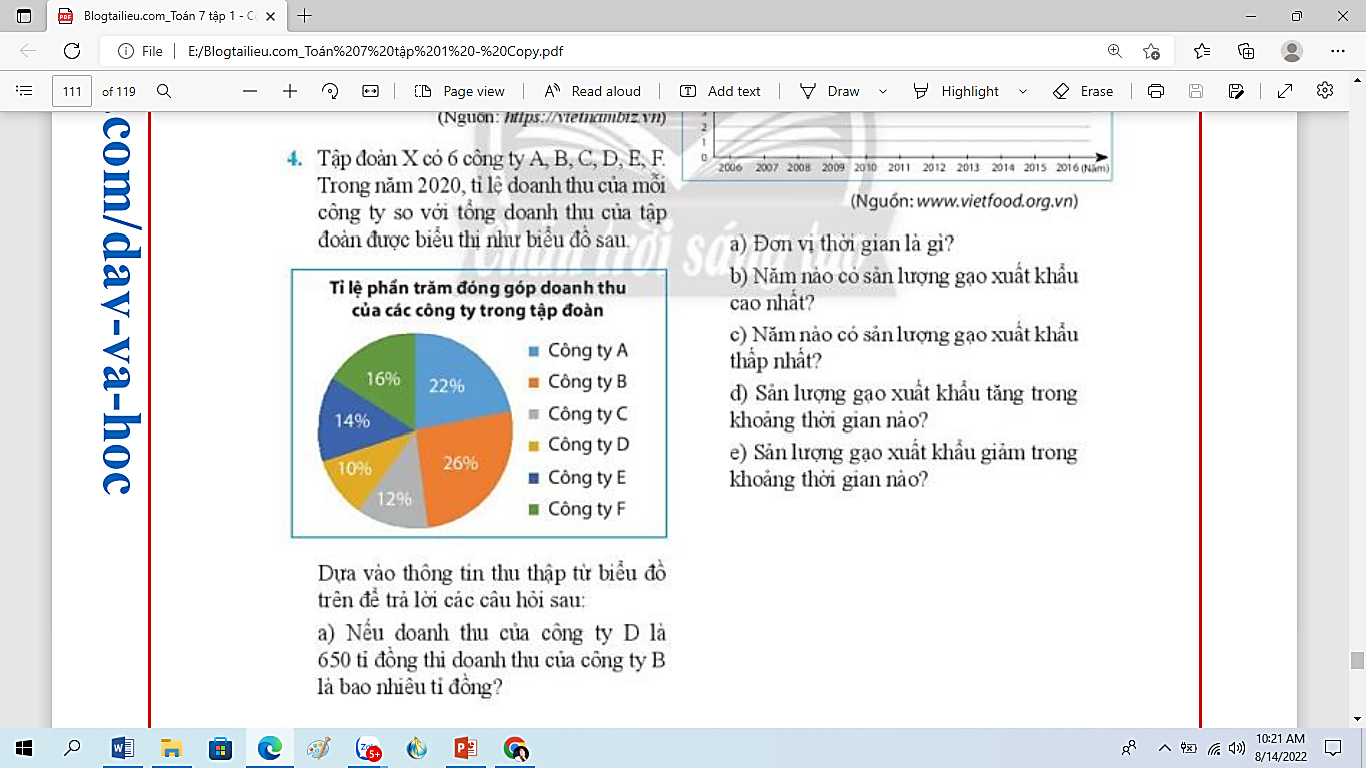 Blogtailieu.com_Toán 7 tập 1 - C
File
E:/Blogtailieu.com_Toán%207%20tập%201%20-%20Copy.pdf
111
of 119
Page view
Read aloud
Add text
Draw
Highlight
Erase
.com/day-va-hoc
(Nguồn: https://vietnambiz.vn)
4. Tập đoàn X có 6 công ty A, B, C, D, E, F.
Trong năm 2020, tỉ lệ doanh thu của mỗi
công ty so với tổng doanh thu của tập
đoàn được biểu thị như biểu đồ sau.
Tỉ lệ phần trăm đóng góp doanh thu
của các công ty trong tập đoàn
16%
22%
14%
10%
12%
26%
Công ty A
Công ty B
Công ty C
Công ty D
Công ty E
Công ty F
Dựa vào thông tin thu thập từ biểu đồ
trên để trả lời các câu hỏi sau:
a) Nếu doanh thu của công ty D là
650 tỉ đồng thì doanh thu của công ty B
là bao nhiêu tỉ đồng?
2
1
0
2006 2007 2008 2009 2010 2011 2012 2013 2014 2015 2016 (Năm)
(Nguồn: www.vietfood.org.vn)
a) Đơn vị thời gian là gì?
b) Năm nào có sản lượng gạo xuất khẩu
cao nhất?
c) Năm nào có sản lượng gạo xuất khẩu
thấp nhất?
d) Sản lượng gạo xuất khẩu tăng trong
khoảng thời gian nào?
e) Sản lượng gạo xuất khẩu giảm trong
khoảng thời gian nào?
Chân trời sáng tạo
5+
10:21 AM
8/14/2022